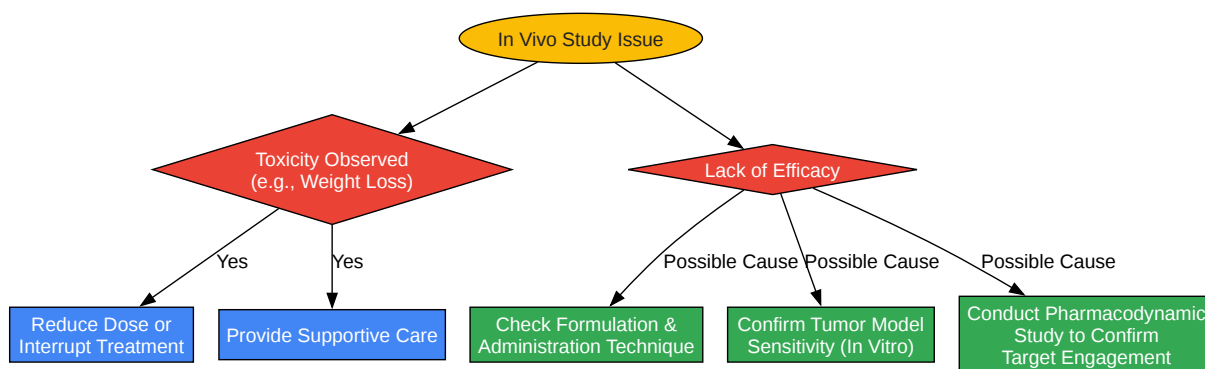 In Vivo Study Issue
Toxicity Observed
(e.g., Weight Loss)
Lack of Efficacy
Yes
Yes
Possible Cause
Possible Cause
Possible Cause
Reduce Dose or
Interrupt Treatment
Provide Supportive Care
Check Formulation &
Administration Technique
Confirm Tumor Model
Sensitivity (In Vitro)
Conduct Pharmacodynamic
Study to Confirm
Target Engagement